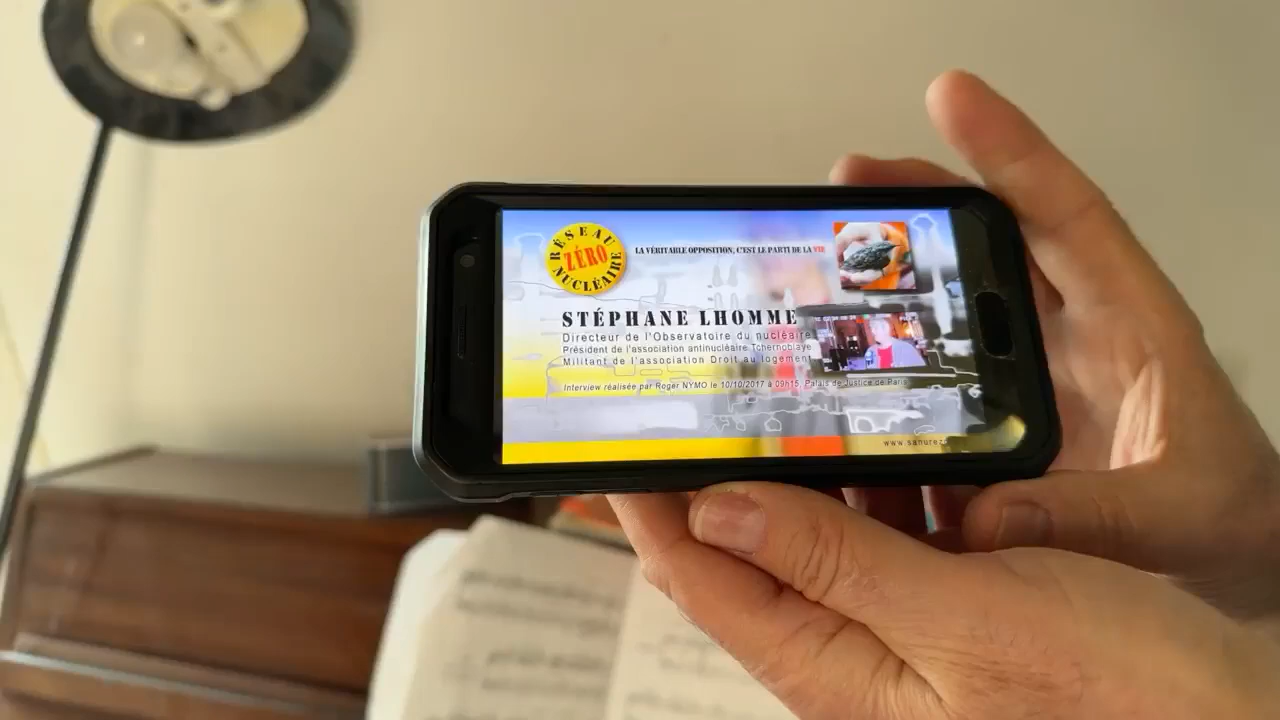 RÉSEAU
ZÉRO
NUCLÉAIRE
LA VÉRITABLE OPPOSITION, C'EST LE PARTI DE LA VIE
STÉPHANE LHOMME
Directeur de l'Observatoire du nucléaire
Président de l'association antinucléaire Tchernoblaye
Militant de l'association Droit au logement
Interview réalisée par Roger NYMO le 10/10/2017 à 09h15, Palais de Justice de Paris